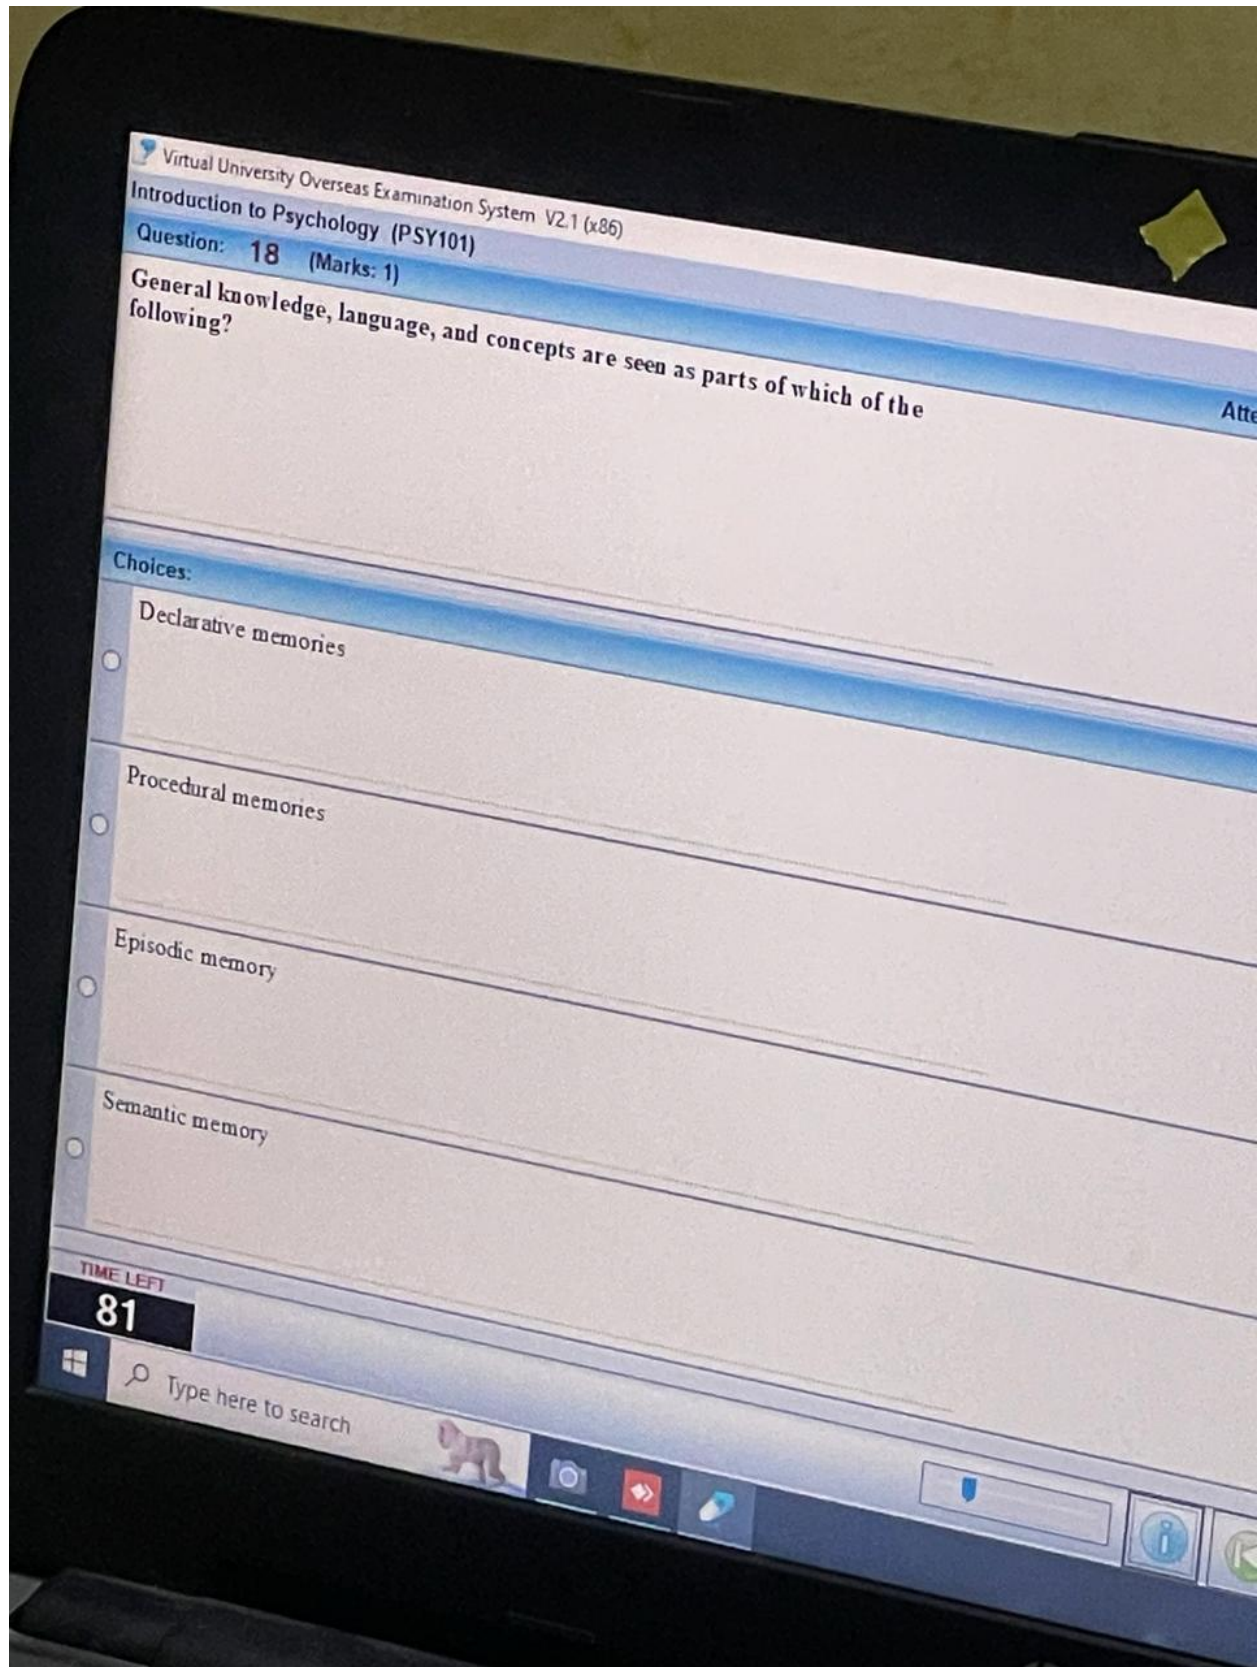 Virtual University Overseas Examination System V2.1 (x86)
Introduction to Psychology (PSY101)
Question: 18 (Marks: 1)
General knowledge, language, and concepts are seen as parts of which of the
following?
Atte
Choices:
Declarative memories
Procedural memories
Episodic memory
Semantic memory
TIME LEFT
81
Type here to search